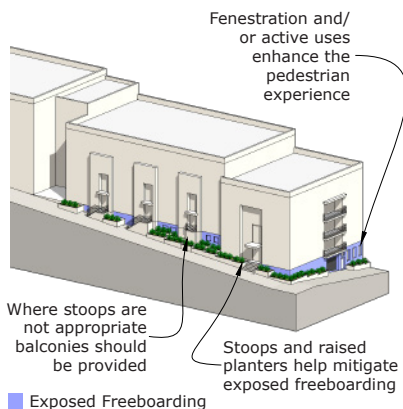 Fenestration and/
or active uses
enhance the
pedestrian
experience
Where stoops are
not appropriate
balconies should
be provided
Stoops and raised
planters help mitigate
exposed freeboarding
Exposed Freeboarding